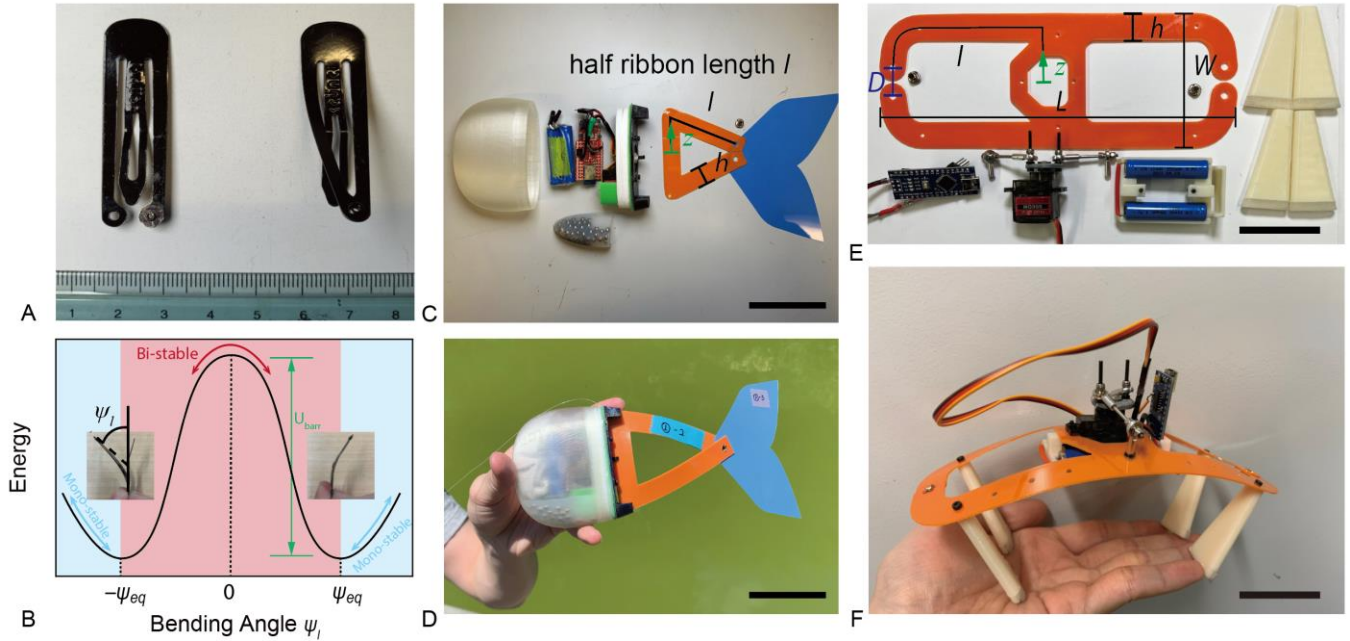 A
1 2 3 4 5 6 7 8
Bi-stable
ψl
Ubarr
Mono-stable
Mono-stable
Energy
−ψeq 0 ψeq
B
Bending Angle ψl
half ribbon length l
l
z
h
C
①-2
D
h
l
D
z
W
L
E
F